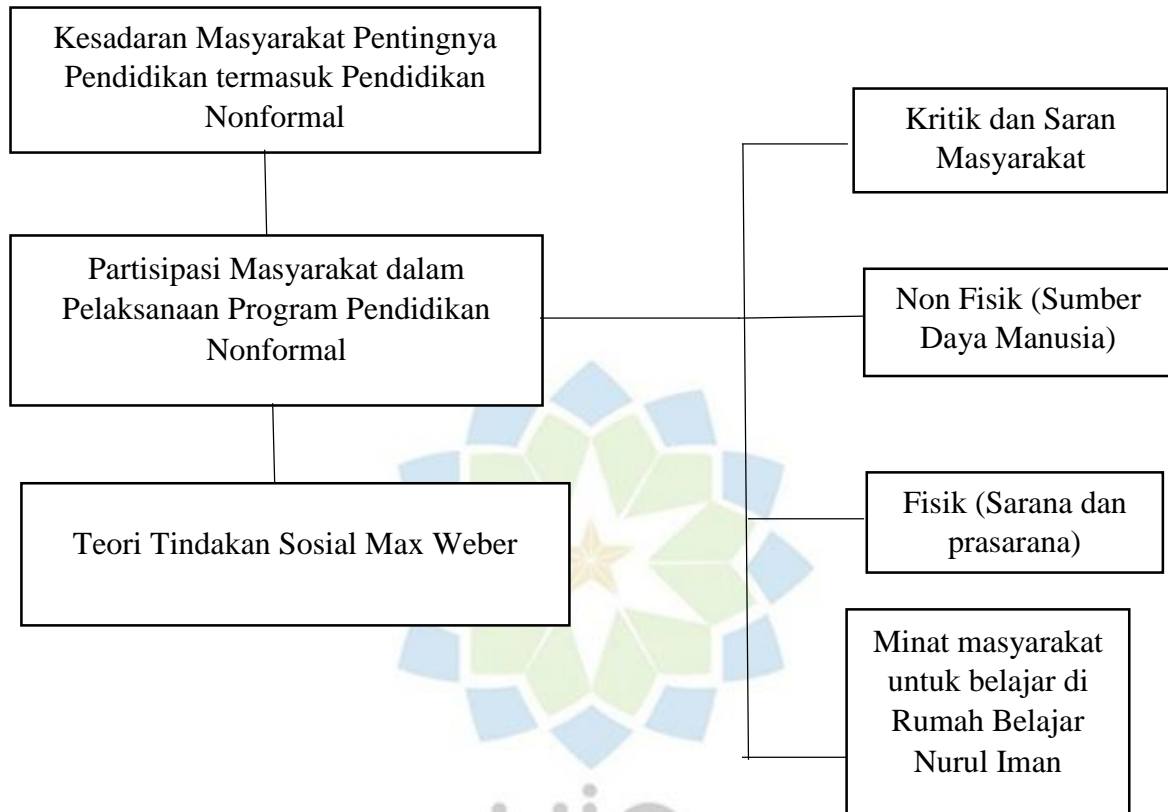 Kesadaran Masyarakat Pentingnya
Pendidikan termasuk Pendidikan
Nonformal
Partisipasi Masyarakat dalam
Pelaksanaan Program Pendidikan
Nonformal
Teori Tindakan Sosial Max Weber
Kritik dan Saran
Masyarakat
Non Fisik (Sumber
Daya Manusia)
Fisik (Sarana dan
prasarana)
Minat masyarakat
untuk belajar di
Rumah Belajar
Nurul Iman